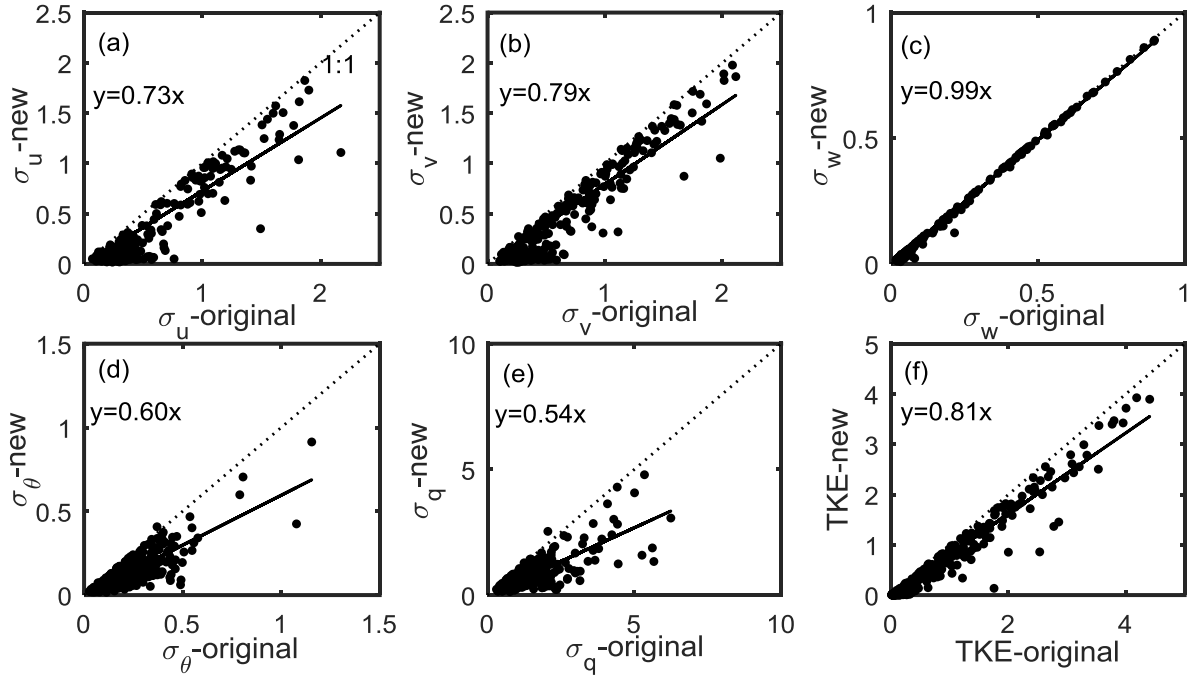 2.5
2
1.5
1
0.5
0
(a)
1:1
y=0.73x
σu-new
0
1
2
σu-original
2.5
2
1.5
1
0.5
0
(b)
y=0.79x
σv-new
0
1
2
σv-original
1
0.5
0
(c)
y=0.99x
σw-new
0
0.5
1
σw-original
1.5
1
0.5
0
(d)
y=0.60x
σθ-new
0
0.5
1
1.5
σθ-original
10
5
0
(e)
y=0.54x
σq-new
0
5
10
σq-original
5
4
3
2
1
0
(f)
y=0.81x
TKE-new
0
2
4
TKE-original